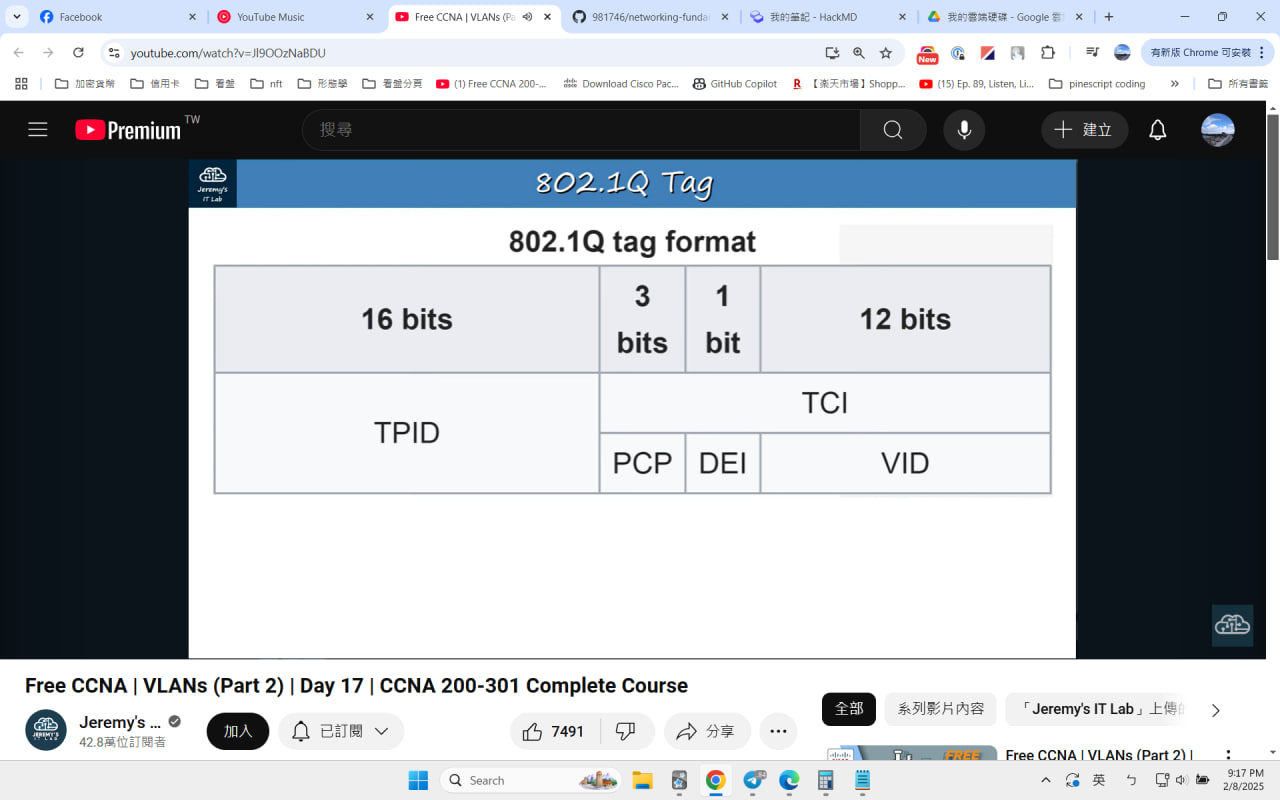 Facebook
YouTube Music
Free CCNA | VLANs (Pa
981746/networking-fundar
我的筆記 - HackMD
我的雲端硬碟 - Google 雲
youtube.com/watch?v=Jl9OOzNaBDU
New
有新版 Chrome 可安裝
加密貨幣
信用卡
看盤
nft
形態學
看盤分頁
(1) Free CCNA 200-...
Download Cisco Pac...
GitHub Copilot
【楽天市場】Shopp...
(15) Ep. 89, Listen, Li...
pinescript coding
所有書籤
Premium TW
搜尋
建立
Jeremy's
IT Lab
802.1Q Tag
802.1Q tag format
16 bits
3 bits
1 bit
12 bits
TPID
TCI
PCP
DEI
VID
Free CCNA | VLANs (Part 2) | Day 17 | CCNA 200-301 Complete Course
JEREMY'S
IT LAB
Jeremy's ...
42.8萬位訂閱者
加入
已訂閱
7491
分享
全部
系列影片內容
「Jeremy's IT Lab」上傳的
FREE
Free CCNA | VLANs (Part 2) |
Search
英
ㄅ
9:17 PM
2/8/2025